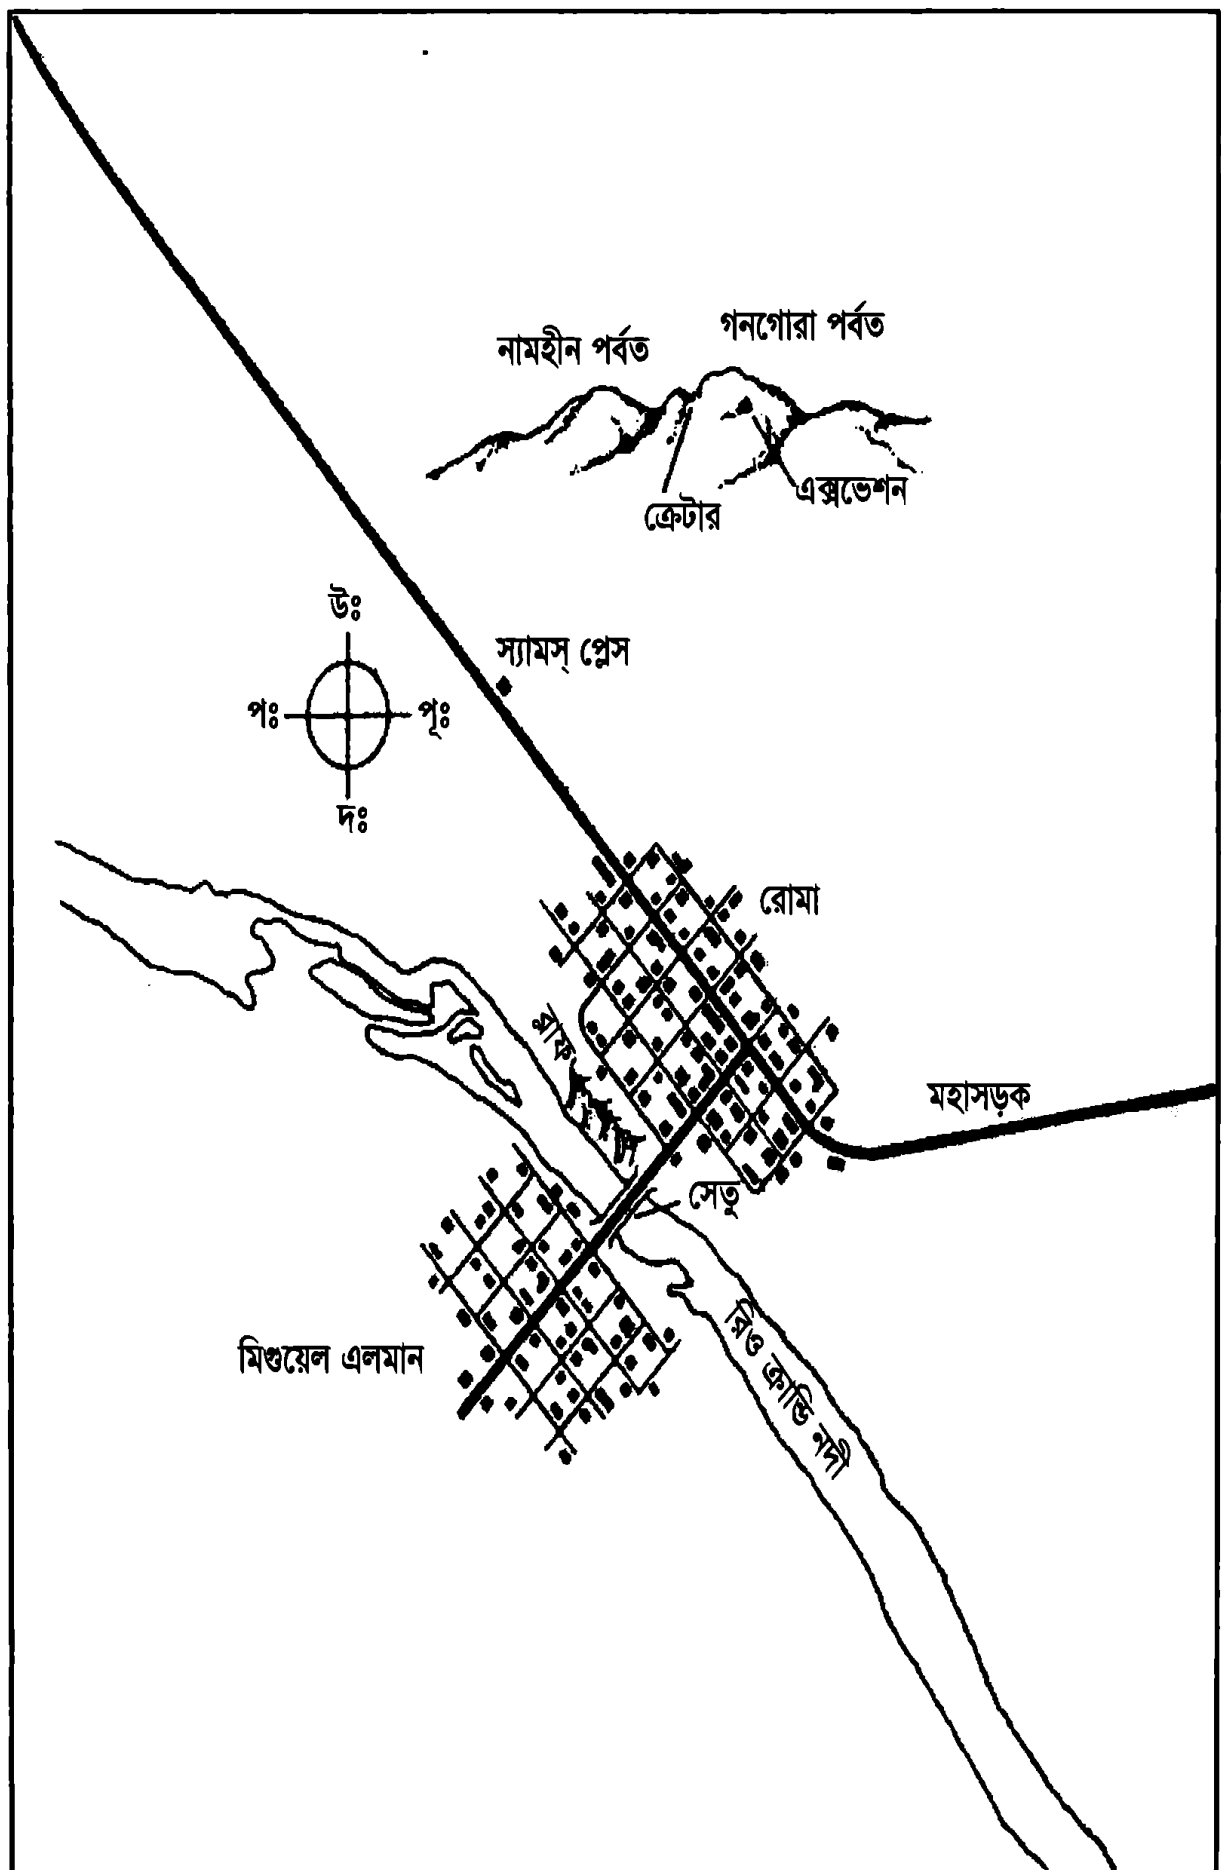 গনগোরা পর্বত
নামহীন পর্বত
এক্সভেশন
ক্রেটার
উঃ
স্যামস্ প্লেস
পঃ
পূঃ
দঃ
রোমা
ব্লাফ
মহাসড়ক
সেতু
মিগুয়েল এলমান
রিও ক্রান্ডি নদী